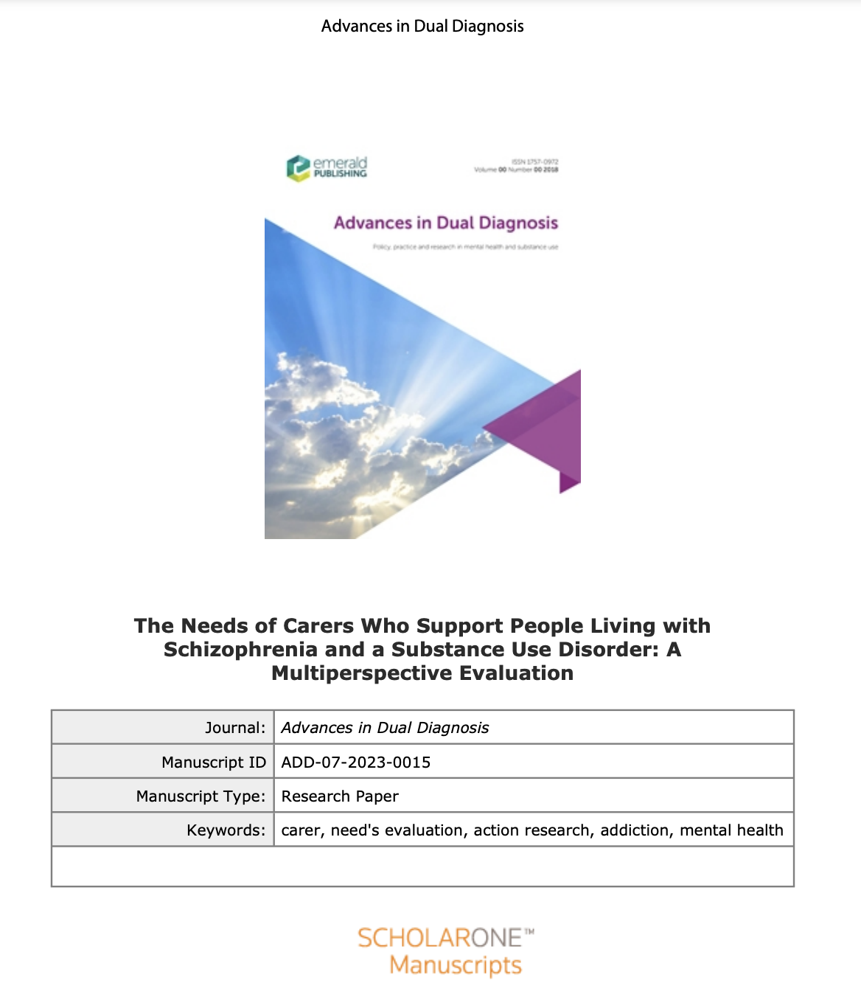 Advances in Dual Diagnosis
emerald
PUBLISHING
ISSN 1757-0972
Volume 00 Number 00 2018
Advances in Dual Diagnosis
Policy, practice and research in mental health and substance use
The Needs of Carers Who Support People Living with
Schizophrenia and a Substance Use Disorder: A
Multiperspective Evaluation
Journal: Advances in Dual Diagnosis
Manuscript ID ADD-07-2023-0015
Manuscript Type: Research Paper
Keywords: carer, need's evaluation, action research, addiction, mental health
SCHOLARONE™
Manuscripts